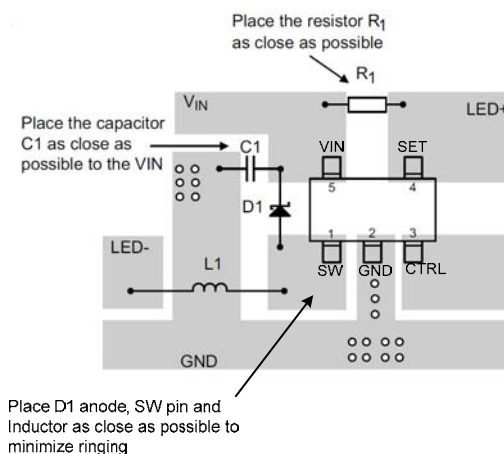 Place the resistor R1
as close as possible
R1
VIN
LED+
Place the capacitor
C1 as close as
possible to the VIN
C1
VIN
SET
5
4
D1
LED-
L1
1
2
3
SW
GND
CTRL
GND
Place D1 anode, SW pin and
Inductor as close as possible to
minimize ringing